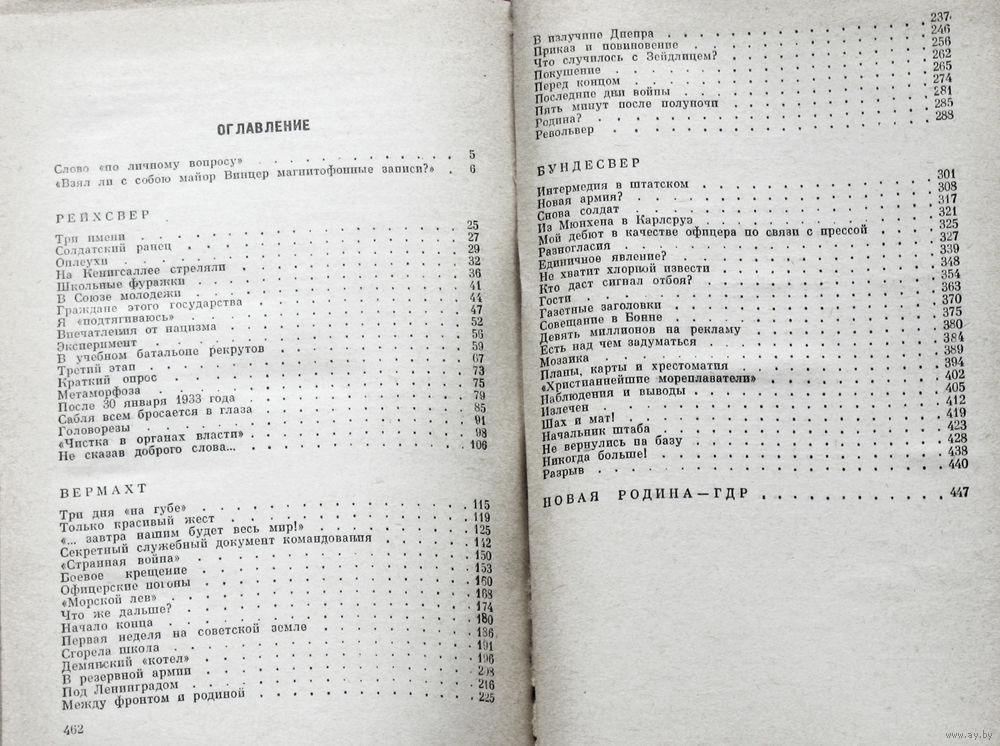 ОГЛАВЛЕНИЕ
Слово «по личному вопросу» . . . 5
«Взял ли с собою майор Винцер магнитофонные записи?» . 6
РЕЙХСВЕР
Три имени . . . 25
Солдатский ранец . . . 27
Оплеухи . . . 29
На Кенигсаллее стреляли . . . 32
Школьные фуражки . . . 36
В Союзе молодежи . . . 41
Граждане этого государства . . . 44
Я «подтягиваюсь» . . . 47
Впечатления от нацизма . . . 52
Эксперимент . . . 56
В учебном батальоне рекрутов . . . 59
Третий этап . . . 67
Краткий опрос . . . 73
Метаморфоза . . . 75
После 30 января 1933 года . . . 79
Сабля всем бросается в глаза . . . 85
Головорезы . . . 91
«Чистка в органах власти» . . . 98
Не сказав доброго слова... . . . 106
ВЕРМАХТ
Три дня «на губе» . . . 115
Только красивый жест . . . 119
«... завтра нашим будет весь мир!» . . . 125
Секретный служебный документ командования . . . 142
«Странная война» . . . 150
Боевое крещение . . . 153
Офицерские погоны . . . 160
«Морской лев» . . . 168
Что же дальше? . . . 174
Начало конца . . . 180
Первая неделя на советской земле . . . 186
Сгорела школа . . . 191
Демянский «котел» . . . 196
В резервной армии . . . 208
Под Ленинградом . . . 216
Между фронтом и родиной . . . 225
462
В излучине Днепра . . . 237
Приказ и повиновение . . . 246
Что случилось с Зейдлицем? . . . 256
Покушение . . . 262
Перед концом . . . 265
Последние дни войны . . . 274
Пять минут после полуночи . . . 281
Родина? . . . 285
Револьвер . . . 288
БУНДЕСВЕР
Интермедия в штатском . . . 301
Новая армия? . . . 308
Снова солдат . . . 317
Из Мюнхена в Карлсруэ . . . 321
Мой дебют в качестве офицера по связи с прессой . . . 325
Разногласия . . . 327
Единичное явление? . . . 339
Не хватит хлорной извести . . . 348
Кто даст сигнал отбоя? . . . 354
Гости . . . 363
Газетные заголовки . . . 370
Совещание в Бонне . . . 375
Девять миллионов на рекламу . . . 380
Есть над чем задуматься . . . 384
Мозаика . . . 389
Планы, карты и хрестоматия . . . 394
«Христианнейшие мореплаватели» . . . 402
Наблюдения и выводы . . . 405
Излечен . . . 412
Шах и мат! . . . 419
Начальник штаба . . . 423
Не вернулись на базу . . . 428
Никогда больше! . . . 438
Разрыв . . . 440
НОВАЯ РОДИНА — ГДР . . . 447
www.ay.by